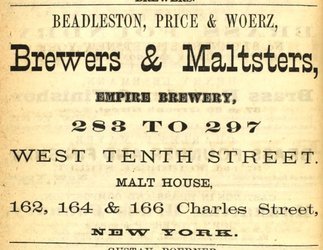 BREWERS.
BEADLESTON, PRICE & WOERZ,
Brewers & Maltsters,
EMPIRE BREWERY,
283 TO 297
WEST TENTH STREET.
MALT HOUSE,
162, 164 & 166 Charles Street,
NEW YORK.